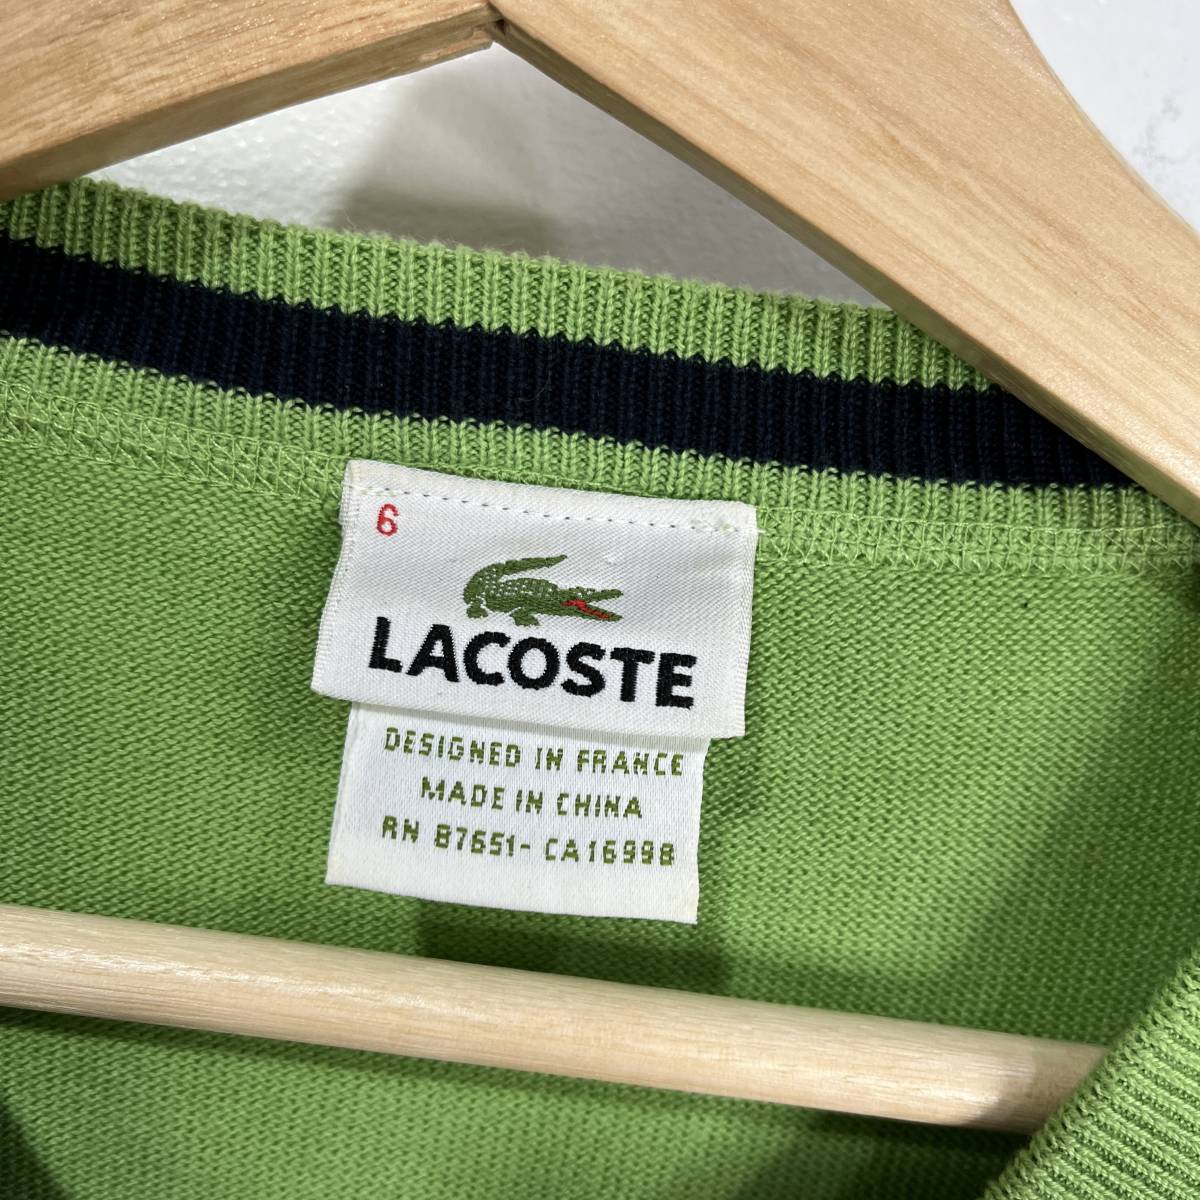 6
LACOSTE
DESIGNED IN FRANCE
MADE IN CHINA
RN 87651- CA16998